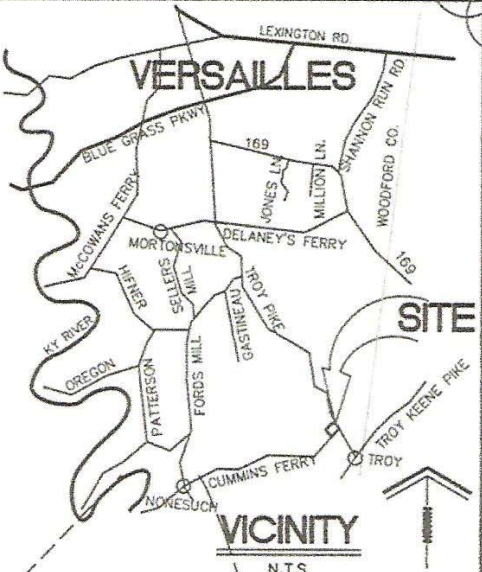 LEXINGTON RD.
VERSAILLES
BLUE GRASS PKWY
169
JONES LN.
MILLION LN.
SHANNON RUN RD
WOODFORD CO.
McCOWANS FERRY
MORTONSVILLE
DELANEY'S FERRY
169
HIFNER
SELLERS
MILL
GASTINEAU
TROY PIKE
SITE
KY RIVER
OREGON
PATTERSON
FORDS MILL
TROY KEENE PIKE
TROY
CUMMINS FERRY
NONESUCH
VICINITY
N.T.S.